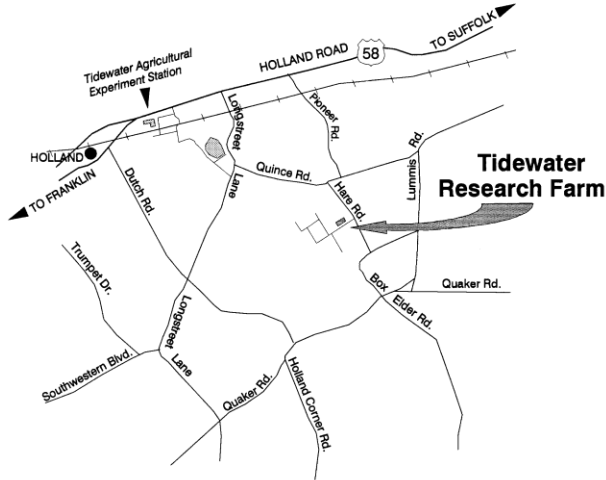 TO SUFFOLK
58
HOLLAND ROAD
Tidewater Agricultural
Experiment Station
Longstreet
Lane
Pioneer Rd.
HOLLAND
TO FRANKLIN
Dutch Rd.
Quince Rd.
Rd.
Lummis
Hare Rd.
Tidewater
Research Farm
Trumpet Dr.
Box
Elder Rd.
Quaker Rd.
Longstreet
Lane
Southwestern Blvd.
Quaker Rd.
Holland Corner Rd.